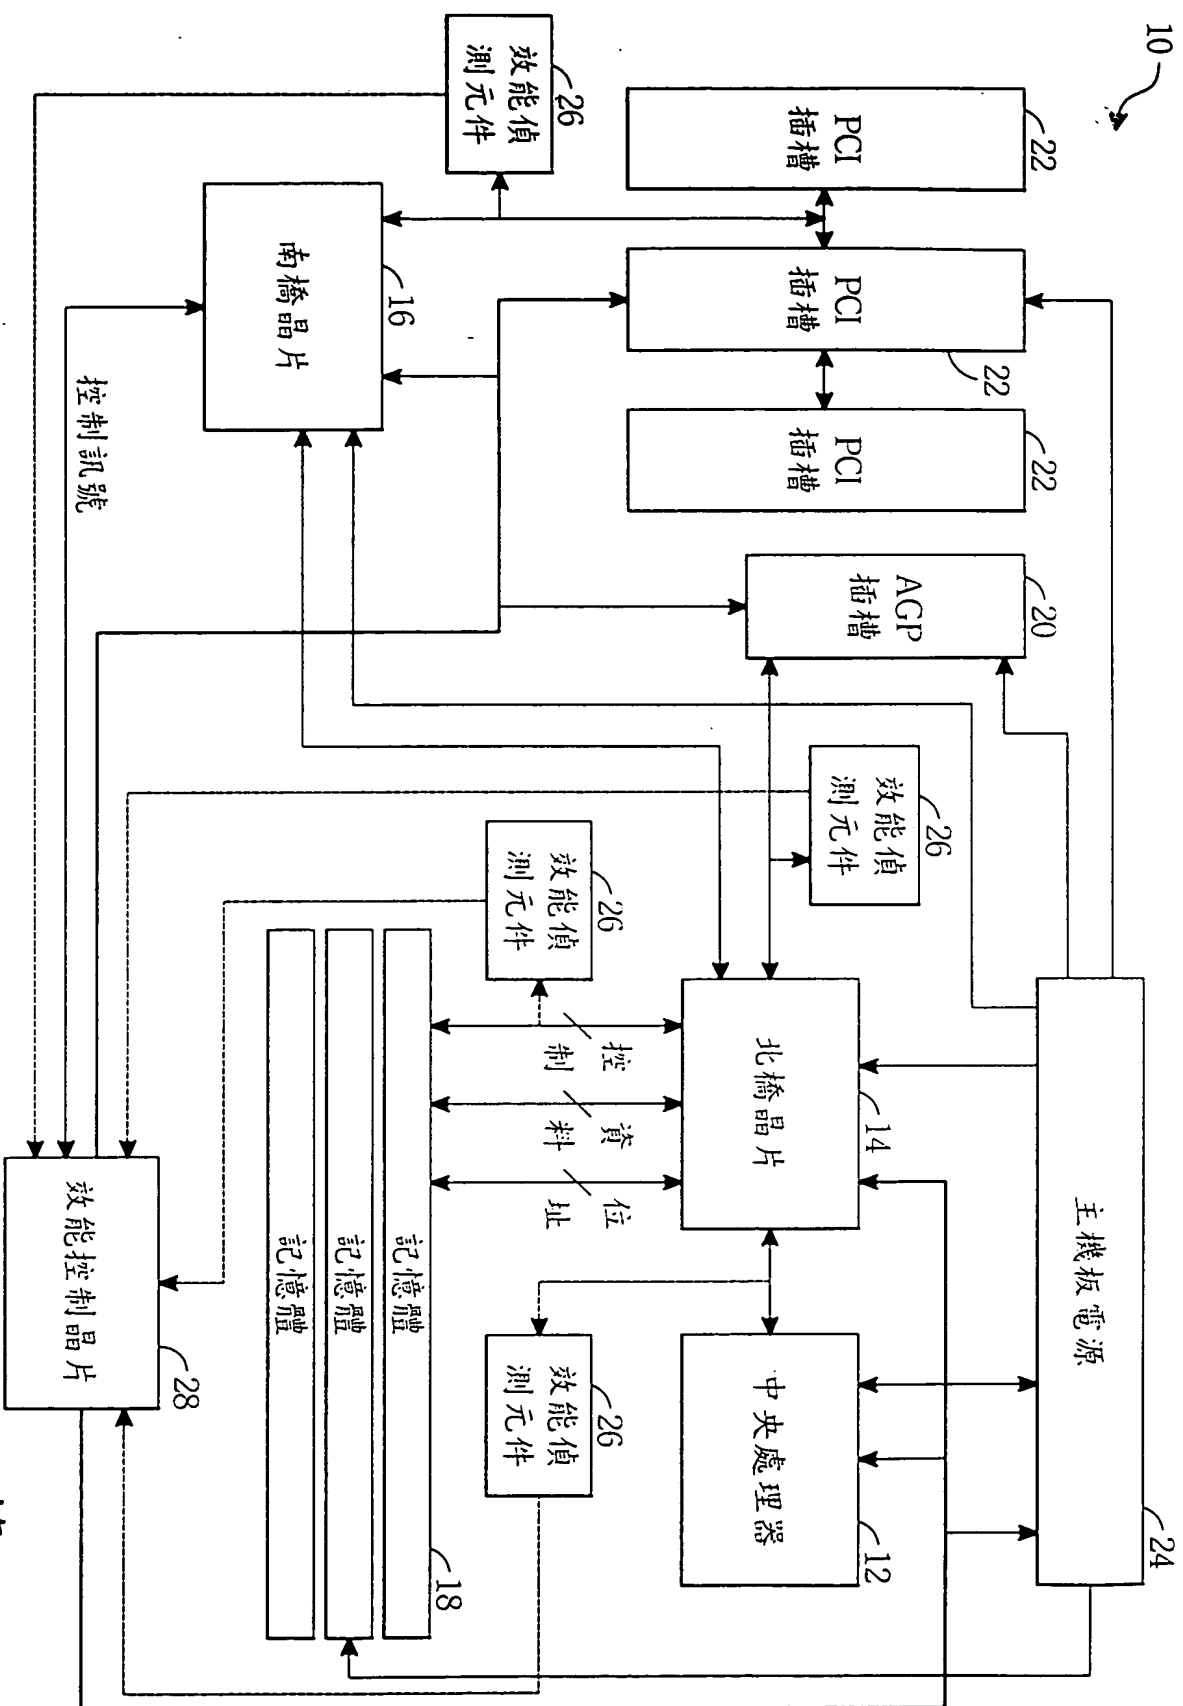 10
24
主機板電源
22
22
22
20
PCI
插槽
PCI
插槽
PCI
插槽
AGP
插槽
26
效能偵
測元件
14
北橋晶片
12
中央處理器
26
效能偵
測元件
26
效能偵
測元件
控
制
資
料
位
址
26
效能偵
測元件
16
南橋晶片
18
記憶體
記憶體
記憶體
控制訊號
28
效能控制晶片